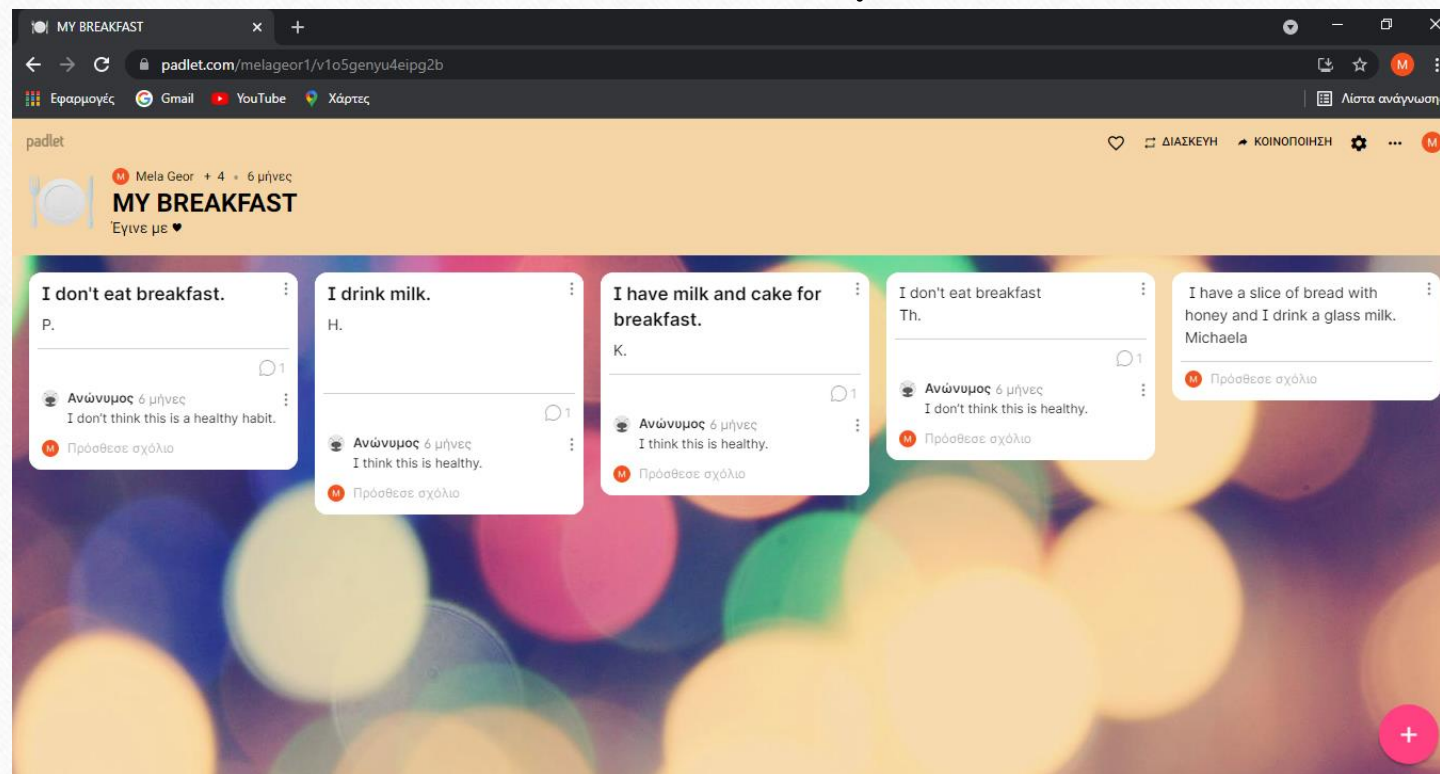 MY BREAKFAST
padlet.com/melageor1/v1o5genyu4eipg2b
M
Εφαρμογές Gmail YouTube Χάρτες Λίστα ανάγνωση
padlet
ΔΙΑΣΚΕΥΗ ΚΟΙΝΟΠΟΙΗΣΗ M
M Mela Geor + 4 • 6 μήνες
MY BREAKFAST
Έγινε με ♥
I don't eat breakfast.
P.
1
Ανώνυμος 6 μήνες
I don't think this is a healthy habit.
M Πρόσθεσε σχόλιο
I drink milk.
H.
1
Ανώνυμος 6 μήνες
I think this is healthy.
M Πρόσθεσε σχόλιο
I have milk and cake for
breakfast.
K.
1
Ανώνυμος 6 μήνες
I think this is healthy.
M Πρόσθεσε σχόλιο
I don't eat breakfast
Th.
1
Ανώνυμος 6 μήνες
I don't think this is healthy.
M Πρόσθεσε σχόλιο
I have a slice of bread with
honey and I drink a glass milk.
Michaela
M Πρόσθεσε σχόλιο